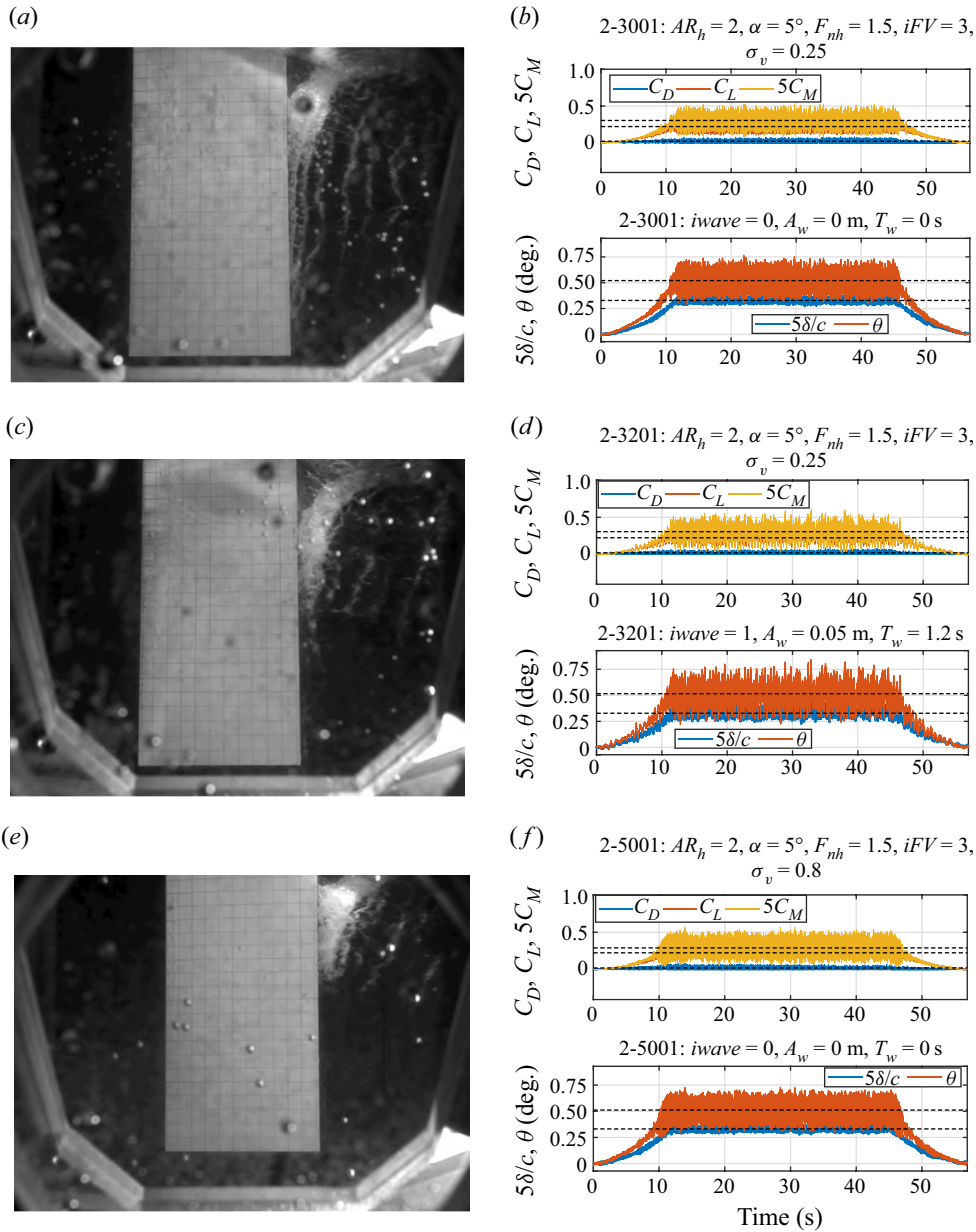 (a)
(b)
2-3001: AR_h = 2, α = 5°, F_nh = 1.5, iFV = 3,
σ_v = 0.25
C_D, C_L, 5C_M
1.0
0.5
0
C_D C_L 5C_M
0 10 20 30 40 50
2-3001: iwave = 0, A_w = 0 m, T_w = 0 s
5δ/c, θ (deg.)
0.75
0.50
0.25
0
5δ/c θ
0 10 20 30 40 50
(c)
(d)
2-3201: AR_h = 2, α = 5°, F_nh = 1.5, iFV = 3,
σ_v = 0.25
C_D, C_L, 5C_M
1.0
0.5
0
C_D C_L 5C_M
0 10 20 30 40 50
2-3201: iwave = 1, A_w = 0.05 m, T_w = 1.2 s
5δ/c, θ (deg.)
0.75
0.50
0.25
0
5δ/c θ
0 10 20 30 40 50
(e)
(f)
2-5001: AR_h = 2, α = 5°, F_nh = 1.5, iFV = 3,
σ_v = 0.8
C_D, C_L, 5C_M
1.0
0.5
0
C_D C_L 5C_M
0 10 20 30 40 50
2-5001: iwave = 0, A_w = 0 m, T_w = 0 s
5δ/c, θ (deg.)
0.75
0.50
0.25
0
5δ/c θ
0 10 20 30 40 50
Time (s)